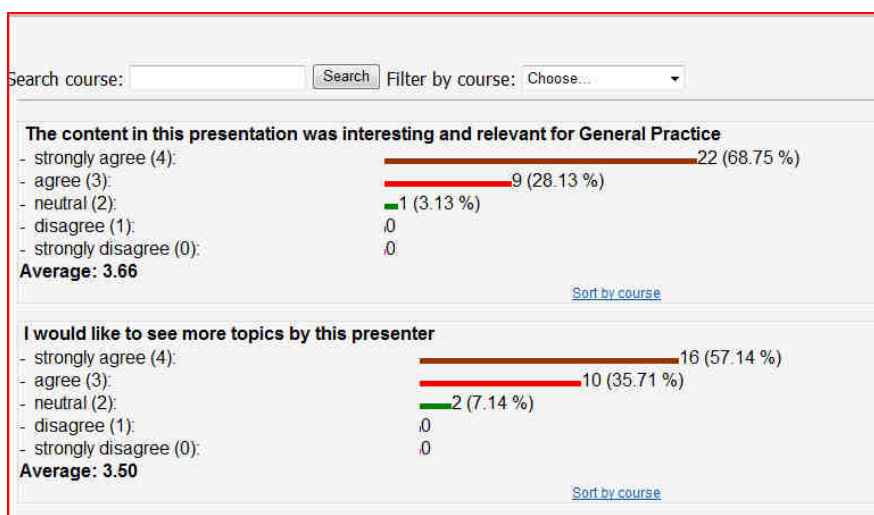 Search course: Search Filter by course: Choose...
The content in this presentation was interesting and relevant for General Practice
- strongly agree (4): 22 (68.75 %)
- agree (3): 9 (28.13 %)
- neutral (2): 1 (3.13 %)
- disagree (1): 0
- strongly disagree (0): 0
Average: 3.66
Sort by course
I would like to see more topics by this presenter
- strongly agree (4): 16 (57.14 %)
- agree (3): 10 (35.71 %)
- neutral (2): 2 (7.14 %)
- disagree (1): 0
- strongly disagree (0): 0
Average: 3.50
Sort by course